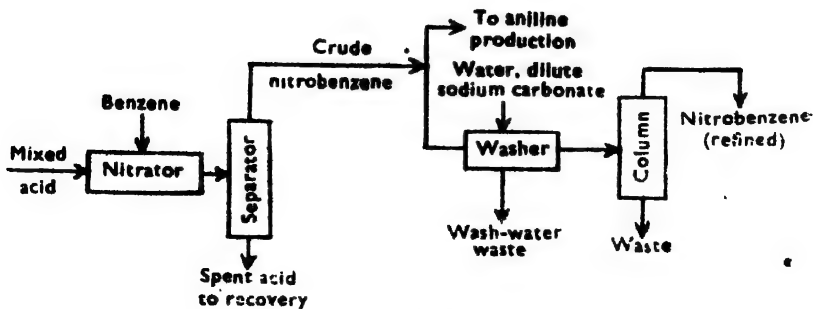 To aniline
production
Crude
nitrobenzene
Water, dilute
sodium carbonate
Benzene
Mixed
acid
Nitrator
Separator
Washer
Column
Nitrobenzene
(refined)
Wash-water
waste
Waste
Spent acid
to recovery